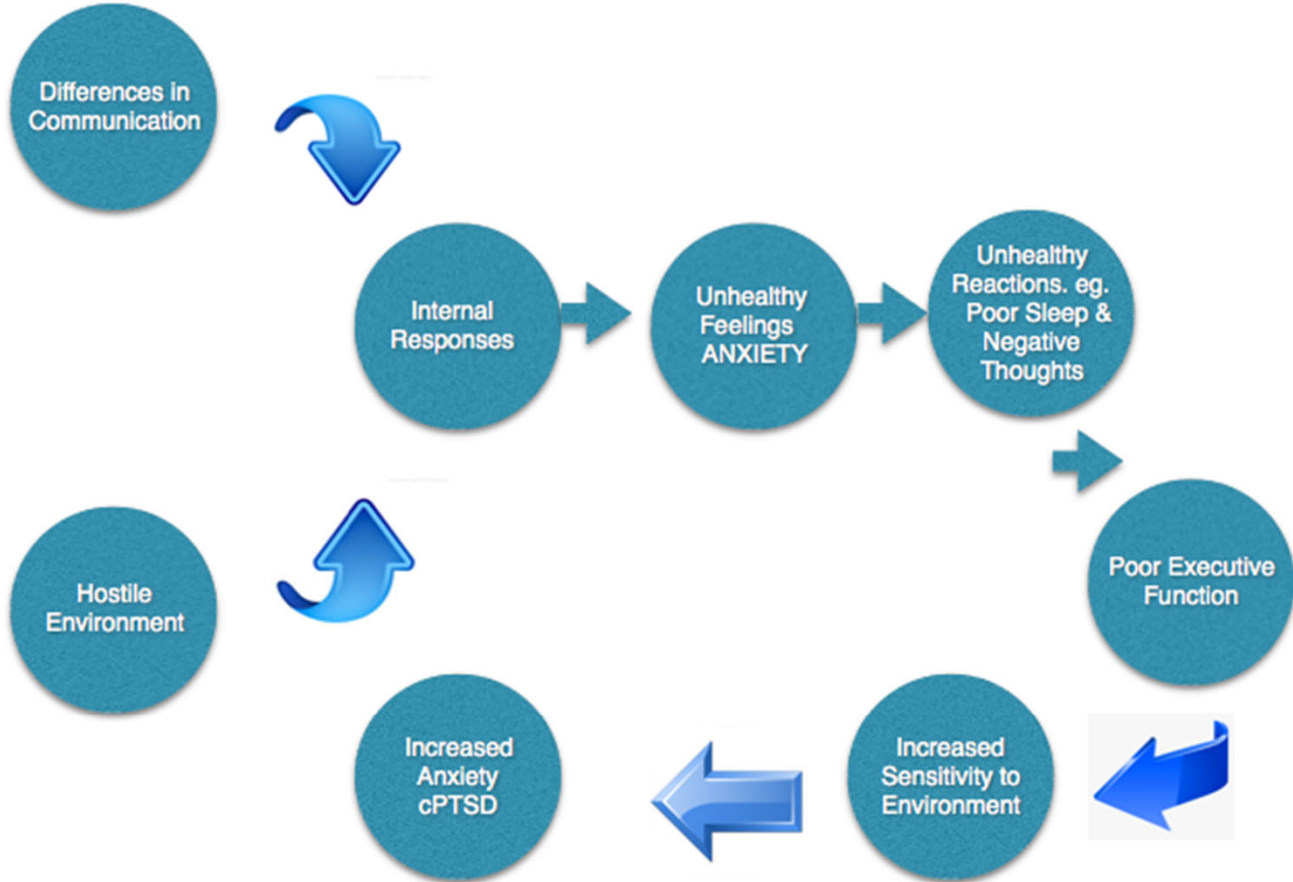 Differences in
Communication
Internal
Responses
Unhealthy
Feelings
ANXIETY
Unhealthy
Reactions. eg.
Poor Sleep &
Negative
Thoughts
Hostile
Environment
Poor Executive
Function
Increased
Anxiety
cPTSD
Increased
Sensitivity to
Environment